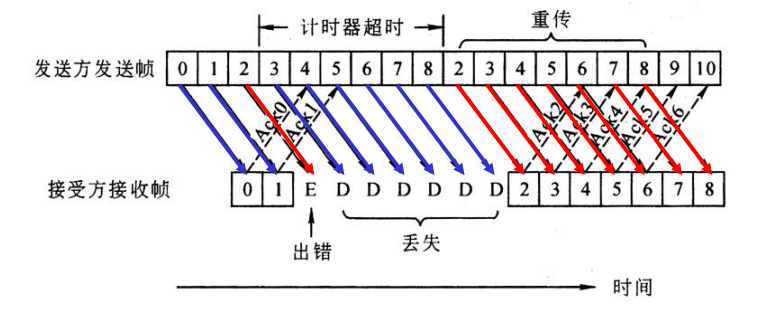 计时器超时
重传
发送方发送帧 0 1 2 3 4 5 6 7 8 2 3 4 5 6 7 8 9 10
Ack0 Ack1 Ack2 Ack3 Ack4 Ack5 Ack6
接受方接收帧 0 1 E D D D D D D 2 3 4 5 6 7 8
出错
丢失
时间